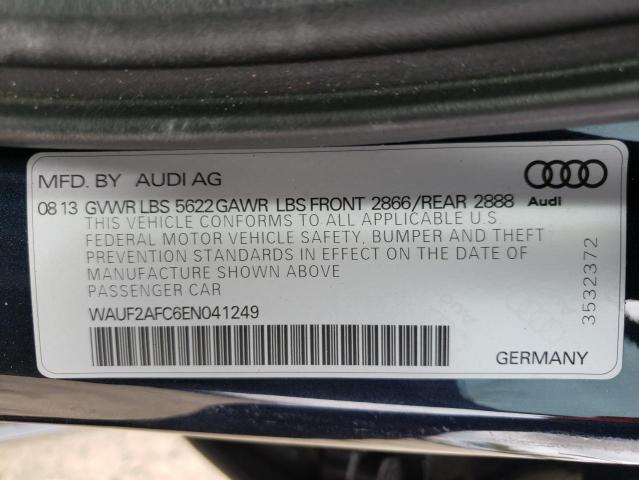 MFD. BY AUDI AG
08 13 GVWR LBS 5622 GAWR LBS FRONT 2866/REAR 2888 Audi
THIS VEHICLE CONFORMS TO ALL APPLICABLE U.S.
FEDERAL MOTOR VEHICLE SAFETY, BUMPER AND THEFT
PREVENTION STANDARDS IN EFFECT ON THE DATE OF
MANUFACTURE SHOWN ABOVE
PASSENGER CAR
WAUF2AFC6EN041249
GERMANY
3532372